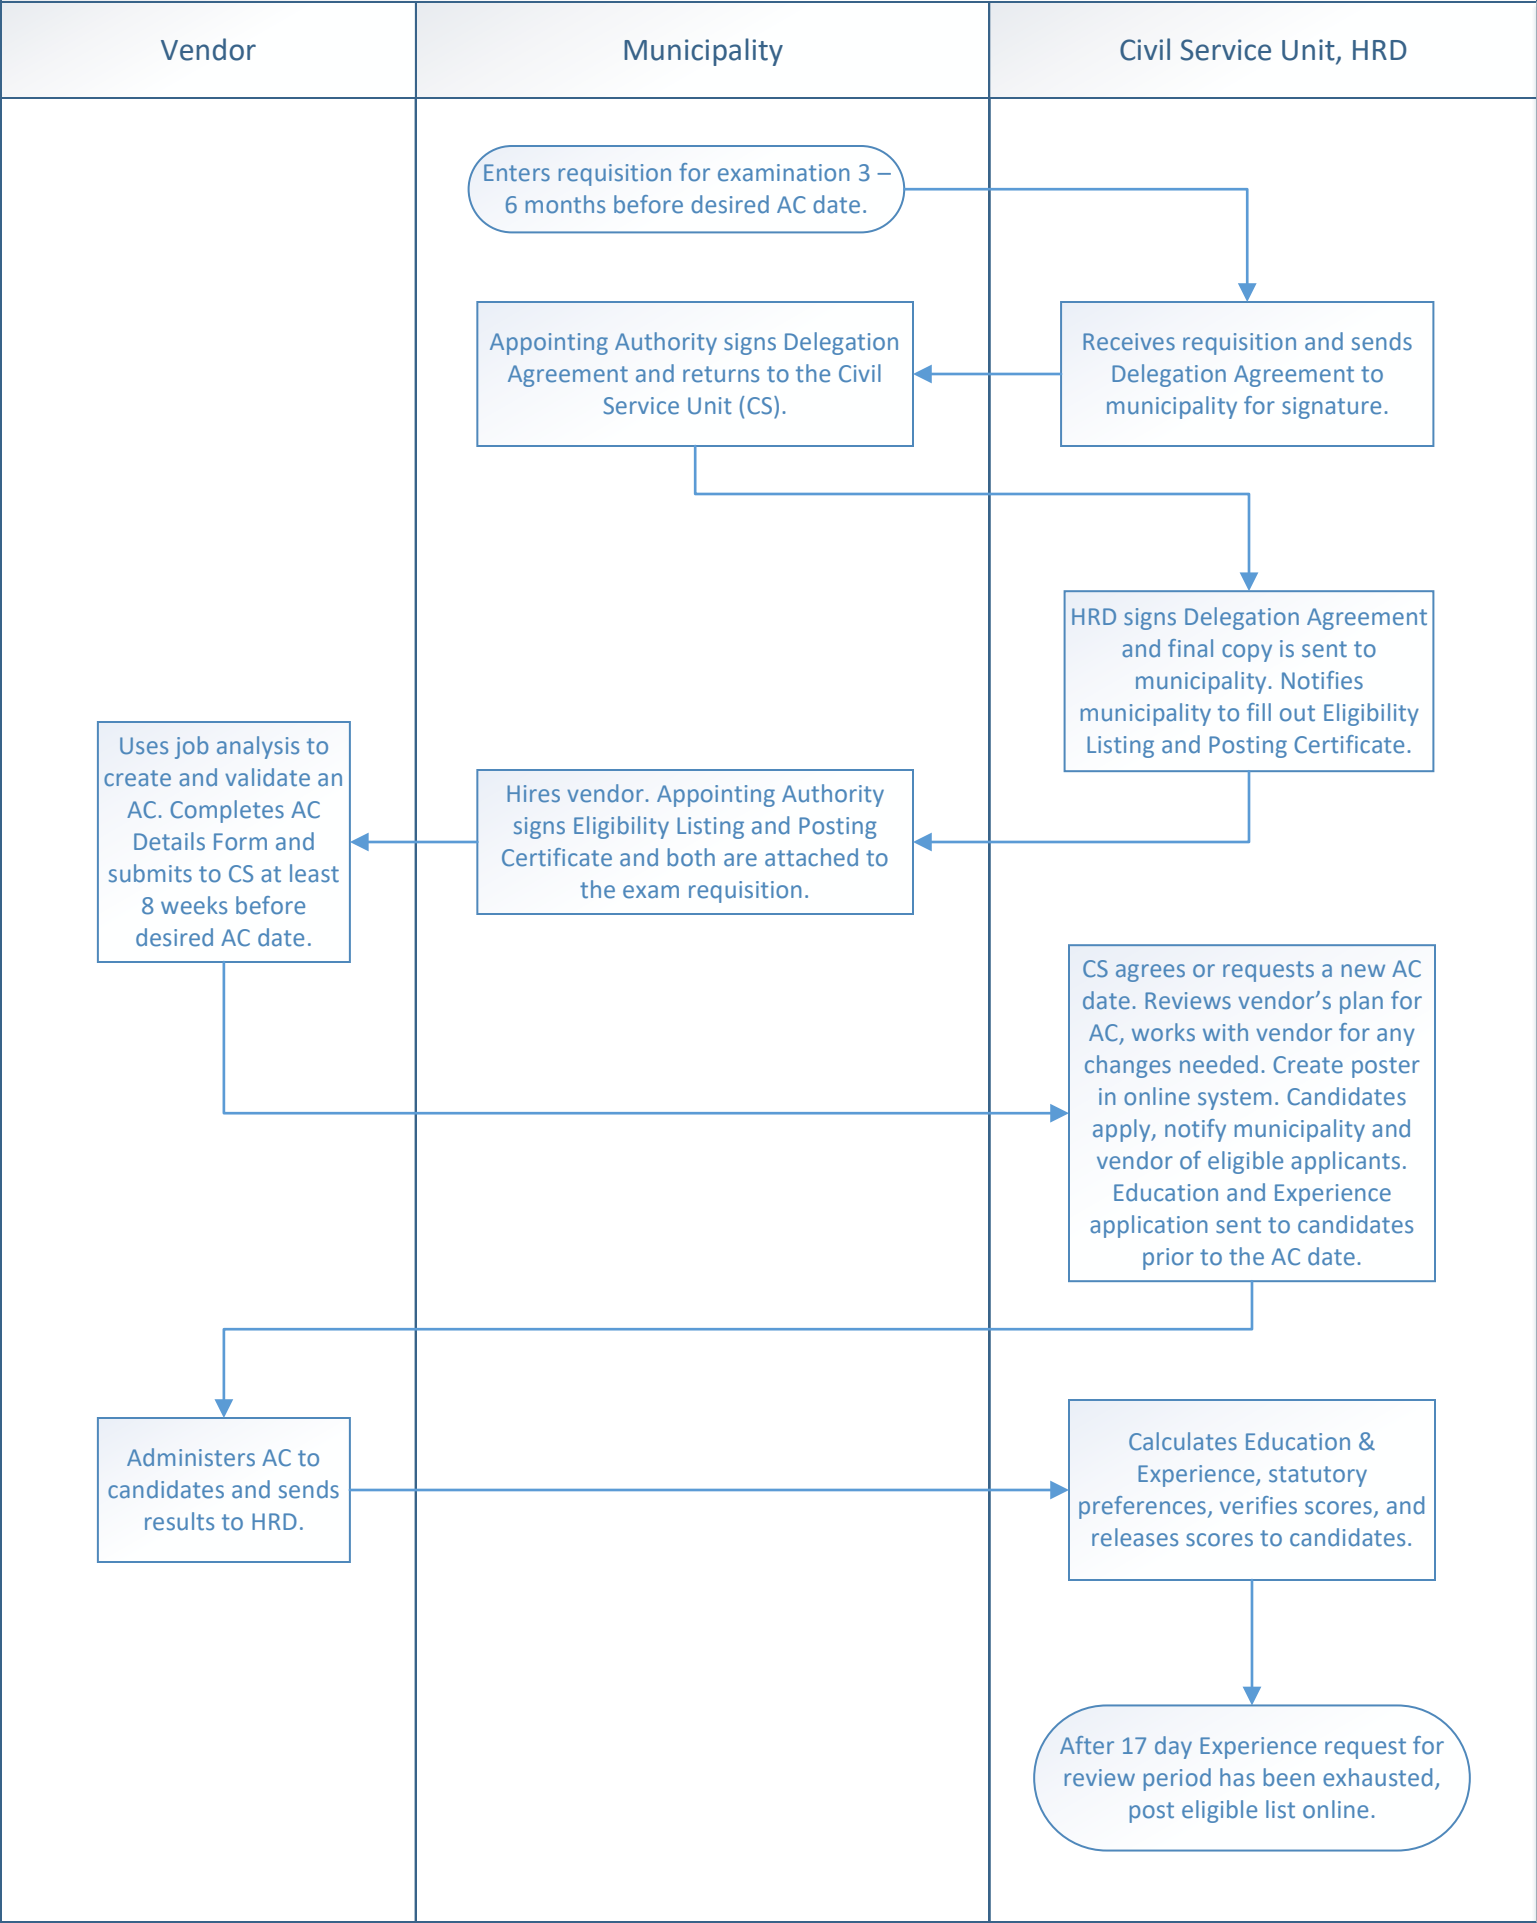 Vendor
Municipality
Civil Service Unit, HRD
Enters requisition for examination 3 –
6 months before desired AC date.
Receives requisition and sends
Delegation Agreement to
municipality for signature.
Appointing Authority signs Delegation
Agreement and returns to the Civil
Service Unit (CS).
HRD signs Delegation Agreement
and final copy is sent to
municipality. Notifies
municipality to fill out Eligibility
Listing and Posting Certificate.
Hires vendor. Appointing Authority
signs Eligibility Listing and Posting
Certificate and both are attached to
the exam requisition.
Uses job analysis to
create and validate an
AC. Completes AC
Details Form and
submits to CS at least
8 weeks before
desired AC date.
CS agrees or requests a new AC
date. Reviews vendor’s plan for
AC, works with vendor for any
changes needed. Create poster
in online system. Candidates
apply, notify municipality and
vendor of eligible applicants.
Education and Experience
application sent to candidates
prior to the AC date.
Administers AC to
candidates and sends
results to HRD.
Calculates Education &
Experience, statutory
preferences, verifies scores, and
releases scores to candidates.
After 17 day Experience request for
review period has been exhausted,
post eligible list online.